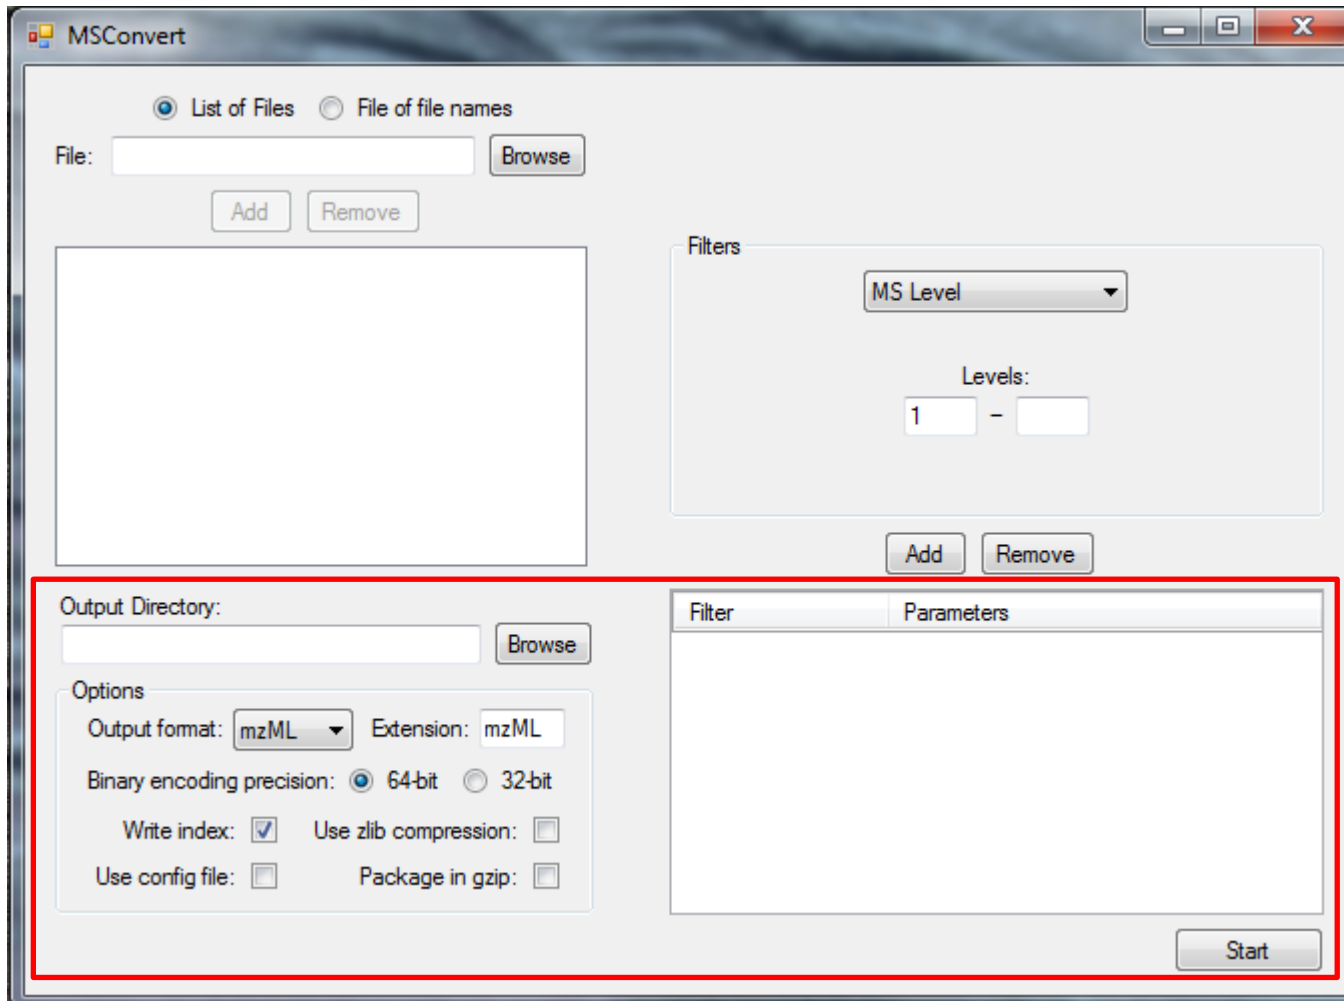 MSConvert
List of Files File of file names
File: Browse
Add Remove
Filters
MS Level
Levels:
1 –
Add Remove
Output Directory:
Browse
Options
Output format: mzML Extension: mzML
Binary encoding precision: 64-bit 32-bit
Write index: Use zlib compression:
Use config file: Package in gzip:
Filter Parameters
Start